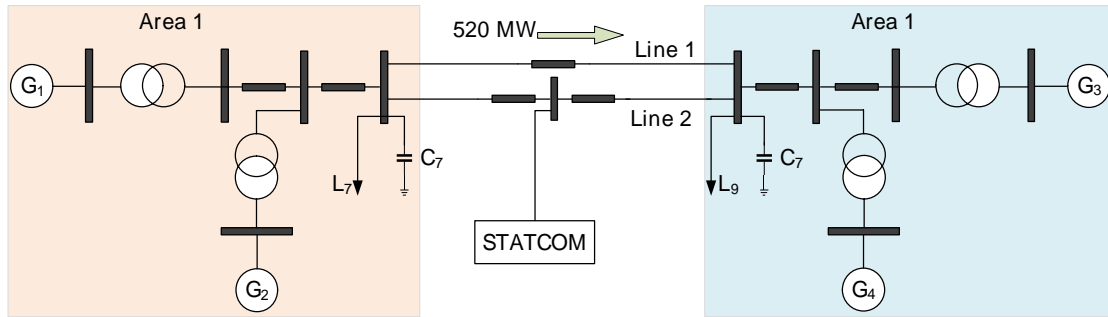 Area 1
520 MW
Area 1
Line 1
G1
G3
Line 2
C7
C7
L7
L9
STATCOM
G2
G4